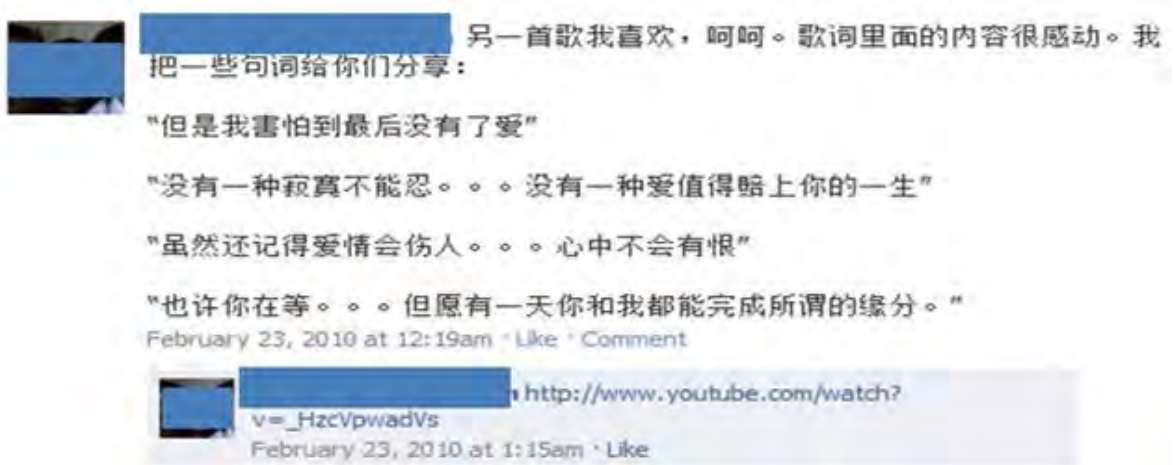 另一首歌我喜欢，呵呵。歌词里面的内容很感动。我
把一些句词给你们分享：
“但是我害怕到最后没有了爱”
“没有一种寂寞不能忍。。。没有一种爱值得赔上你的一生”
“虽然还记得爱情会伤人。。。心中不会有恨”
“也许你在等。。。但愿有一天你和我都能完成所谓的缘分。”
February 23, 2010 at 12:19am · Like · Comment
http://www.youtube.com/watch?
v=_HzcVpwadVs
February 23, 2010 at 1:15am · Like